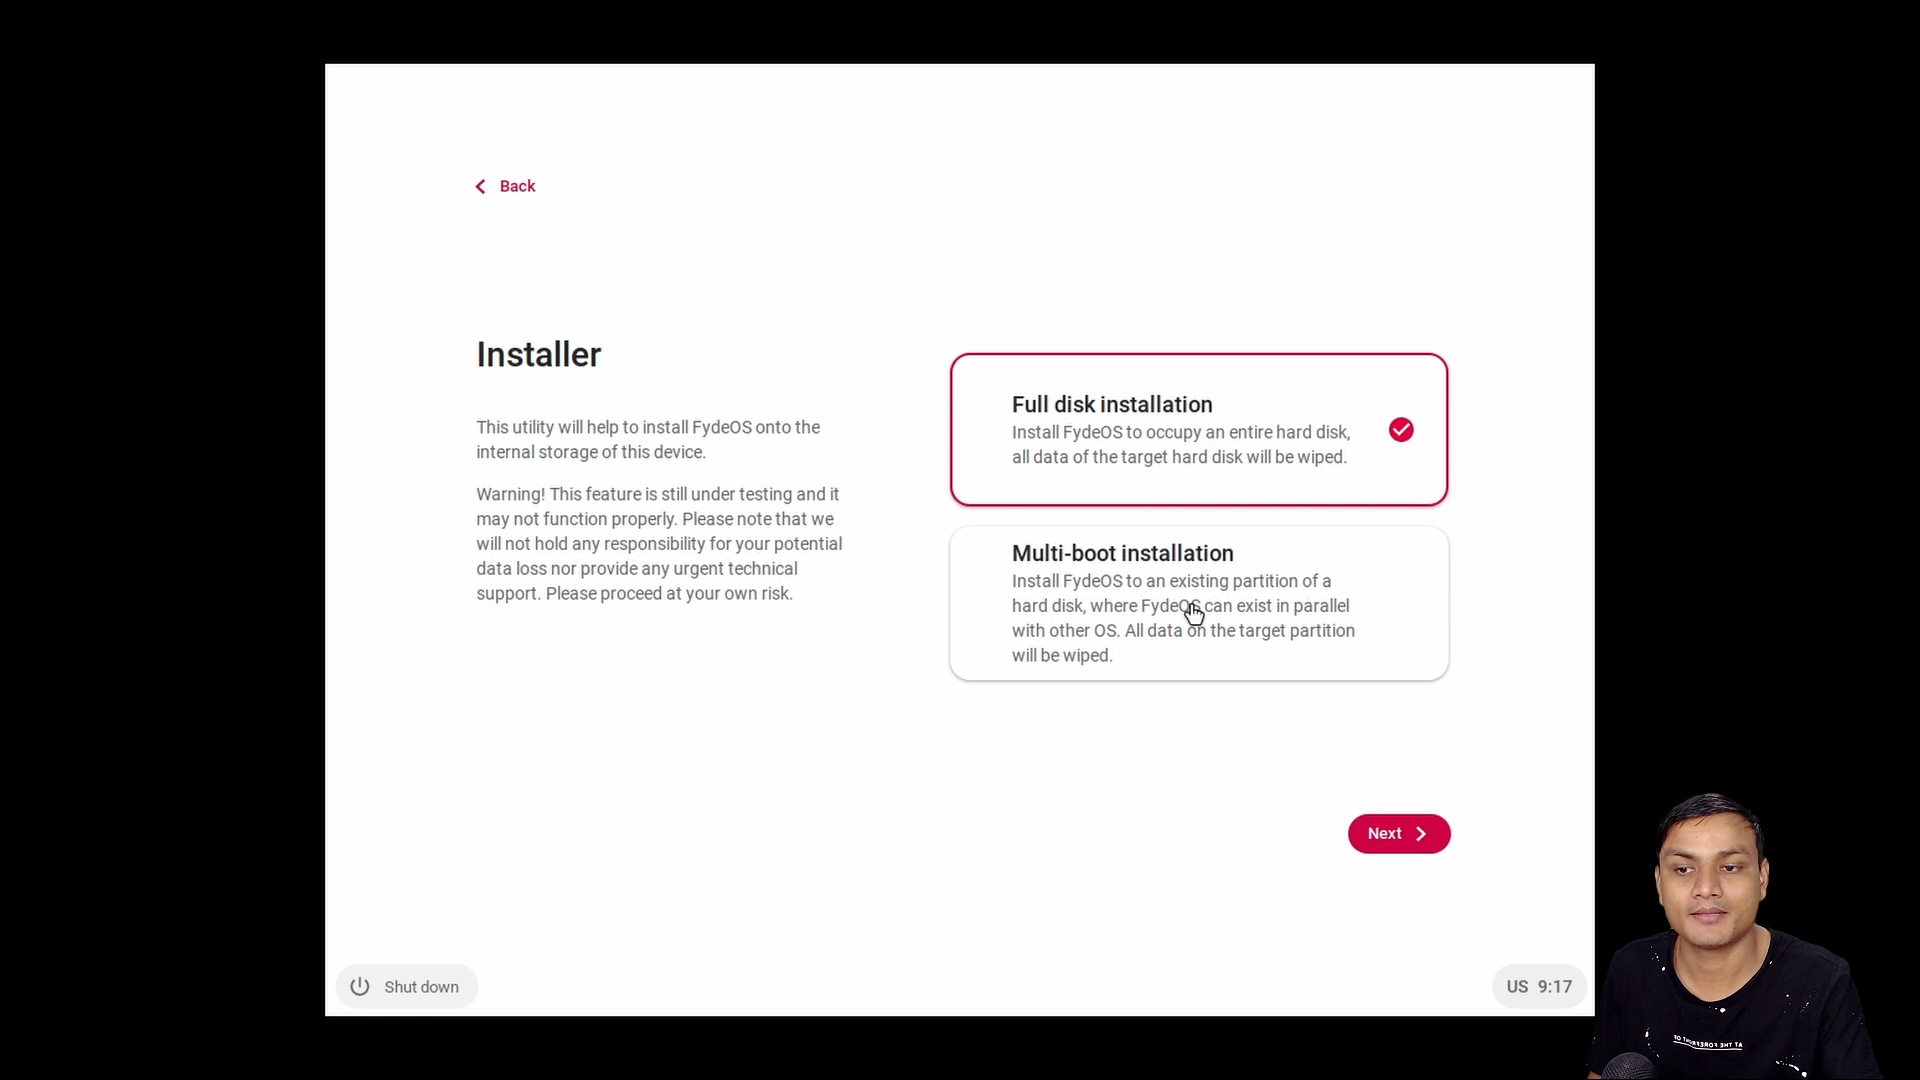 Back
Installer
This utility will help to install FydeOS onto the
internal storage of this device.
Warning! This feature is still under testing and it
may not function properly. Please note that we
will not hold any responsibility for your potential
data loss nor provide any urgent technical
support. Please proceed at your own risk.
Full disk installation
Install FydeOS to occupy an entire hard disk,
all data of the target hard disk will be wiped.
Multi-boot installation
Install FydeOS to an existing partition of a
hard disk, where FydeOS can exist in parallel
with other OS. All data on the target partition
will be wiped.
Next
Shut down
US 9:17
AT THE FOREFRONT OF